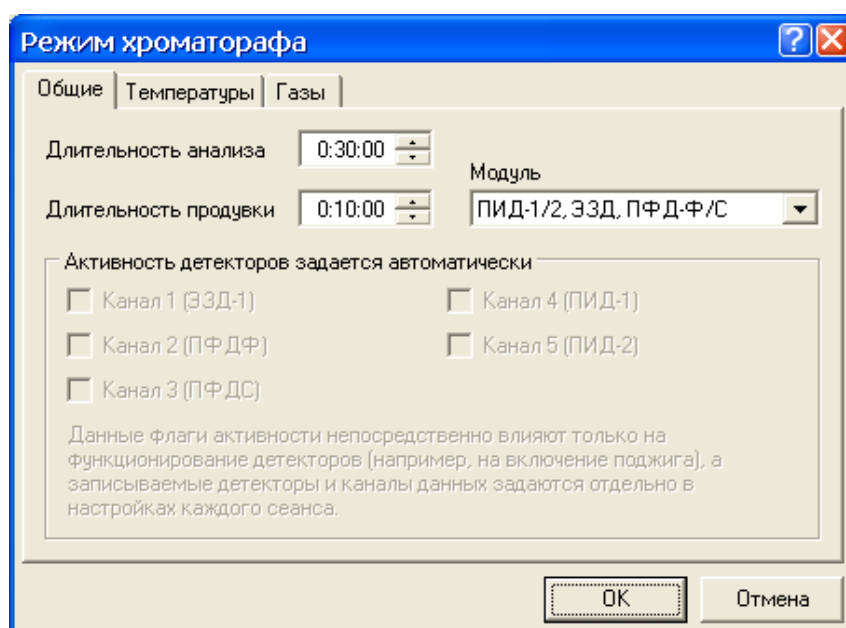 Режим хроматорафа
Общие
Температуры
Газы
Длительность анализа
0:30:00
Модуль
Длительность продувки
0:10:00
ПИД-1/2, ЭЗД, ПФД-Ф/С
Активность детекторов задается автоматически
Канал 1 (ЭЗД-1)
Канал 4 (ПИД-1)
Канал 2 (ПФДФ)
Канал 5 (ПИД-2)
Канал 3 (ПФДС)
Данные флаги активности непосредственно влияют только на
функционирование детекторов (например, на включение поджига), а
записываемые детекторы и каналы данных задаются отдельно в
настройках каждого сеанса.
OK
Отмена